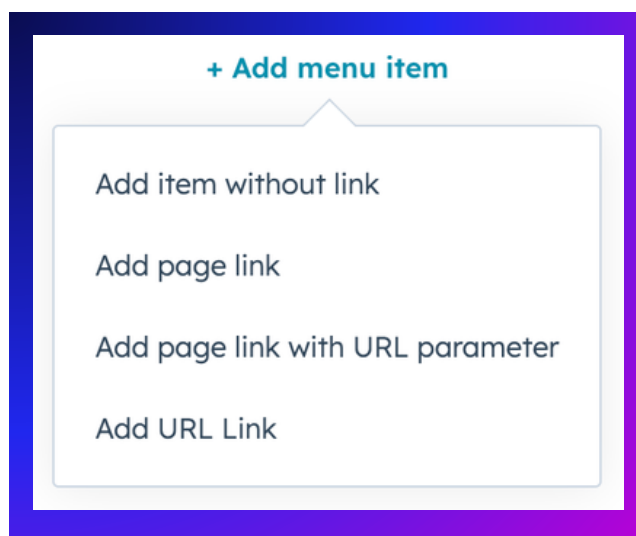 + Add menu item
Add item without link
Add page link
Add page link with URL parameter
Add URL Link